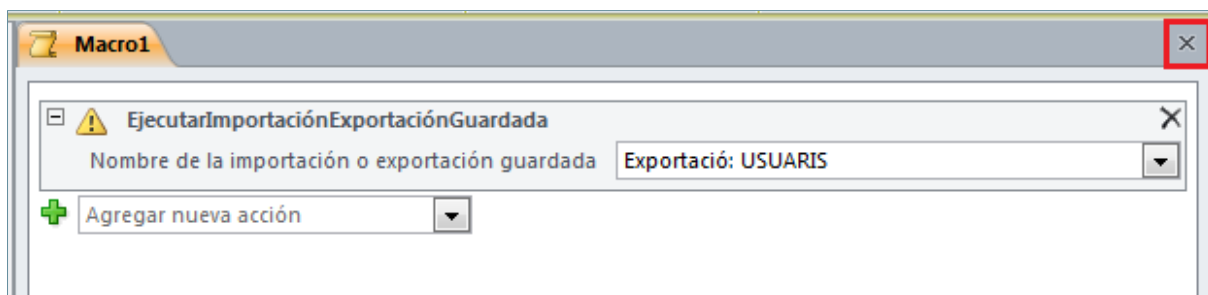 Macro1
EjecutarImportaciónExportaciónGuardada
Nombre de la importación o exportación guardada Exportació: USUARIS
Agregar nueva acción